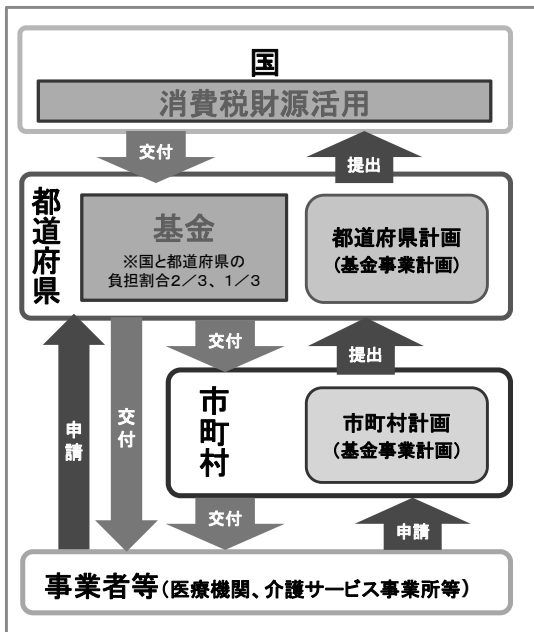 国
消費税財源活用
交付
提出
都道府県
基金
※国と都道府県の
負担割合2/3、1/3
都道府県計画
(基金事業計画)
交付
提出
申請
交付
市町村
市町村計画
(基金事業計画)
交付
申請
事業者等(医療機関、介護サービス事業所等)